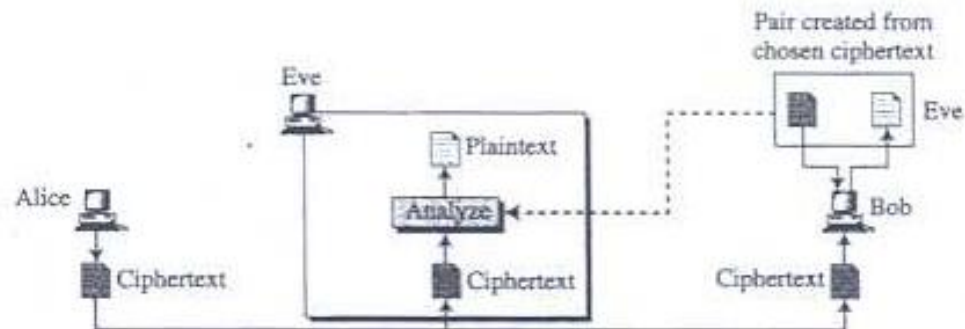 Pair created from
chosen ciphertext
Eve
Eve
Plaintext
Alice
Analyze
Bob
Ciphertext
Ciphertext
Ciphertext